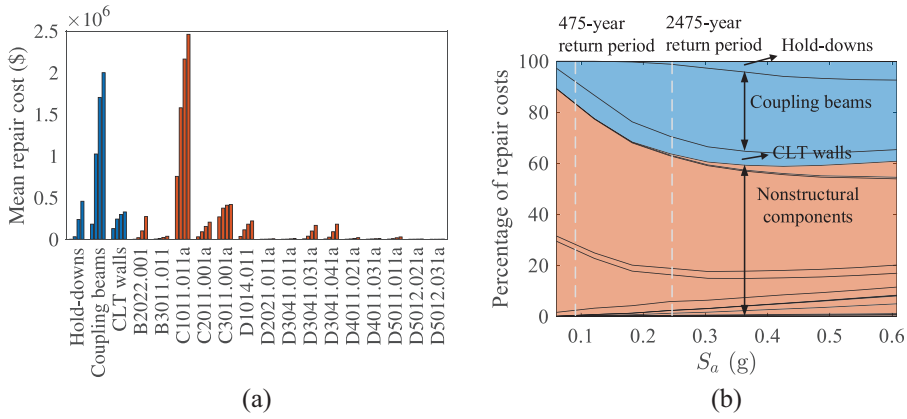 ×10⁶
2.5
2
1.5
1
0.5
0
Mean repair cost ($)
Hold-downs
Coupling beams
CLT walls
B2022.001
B3011.011
C1011.011a
C2011.001a
C3011.001a
D1014.011
D2021.011a
D3041.011a
D3041.031a
D3041.041a
D4011.021a
D4011.031a
D5011.011a
D5012.021a
D5012.031a
(a)
475-year
return period
2475-year
return period
Hold-downs
100
80
60
40
20
0
Percentage of repair costs
Coupling beams
CLT walls
Nonstructural
components
0.1
0.2
0.3
0.4
0.5
0.6
Sₐ (g)
(b)